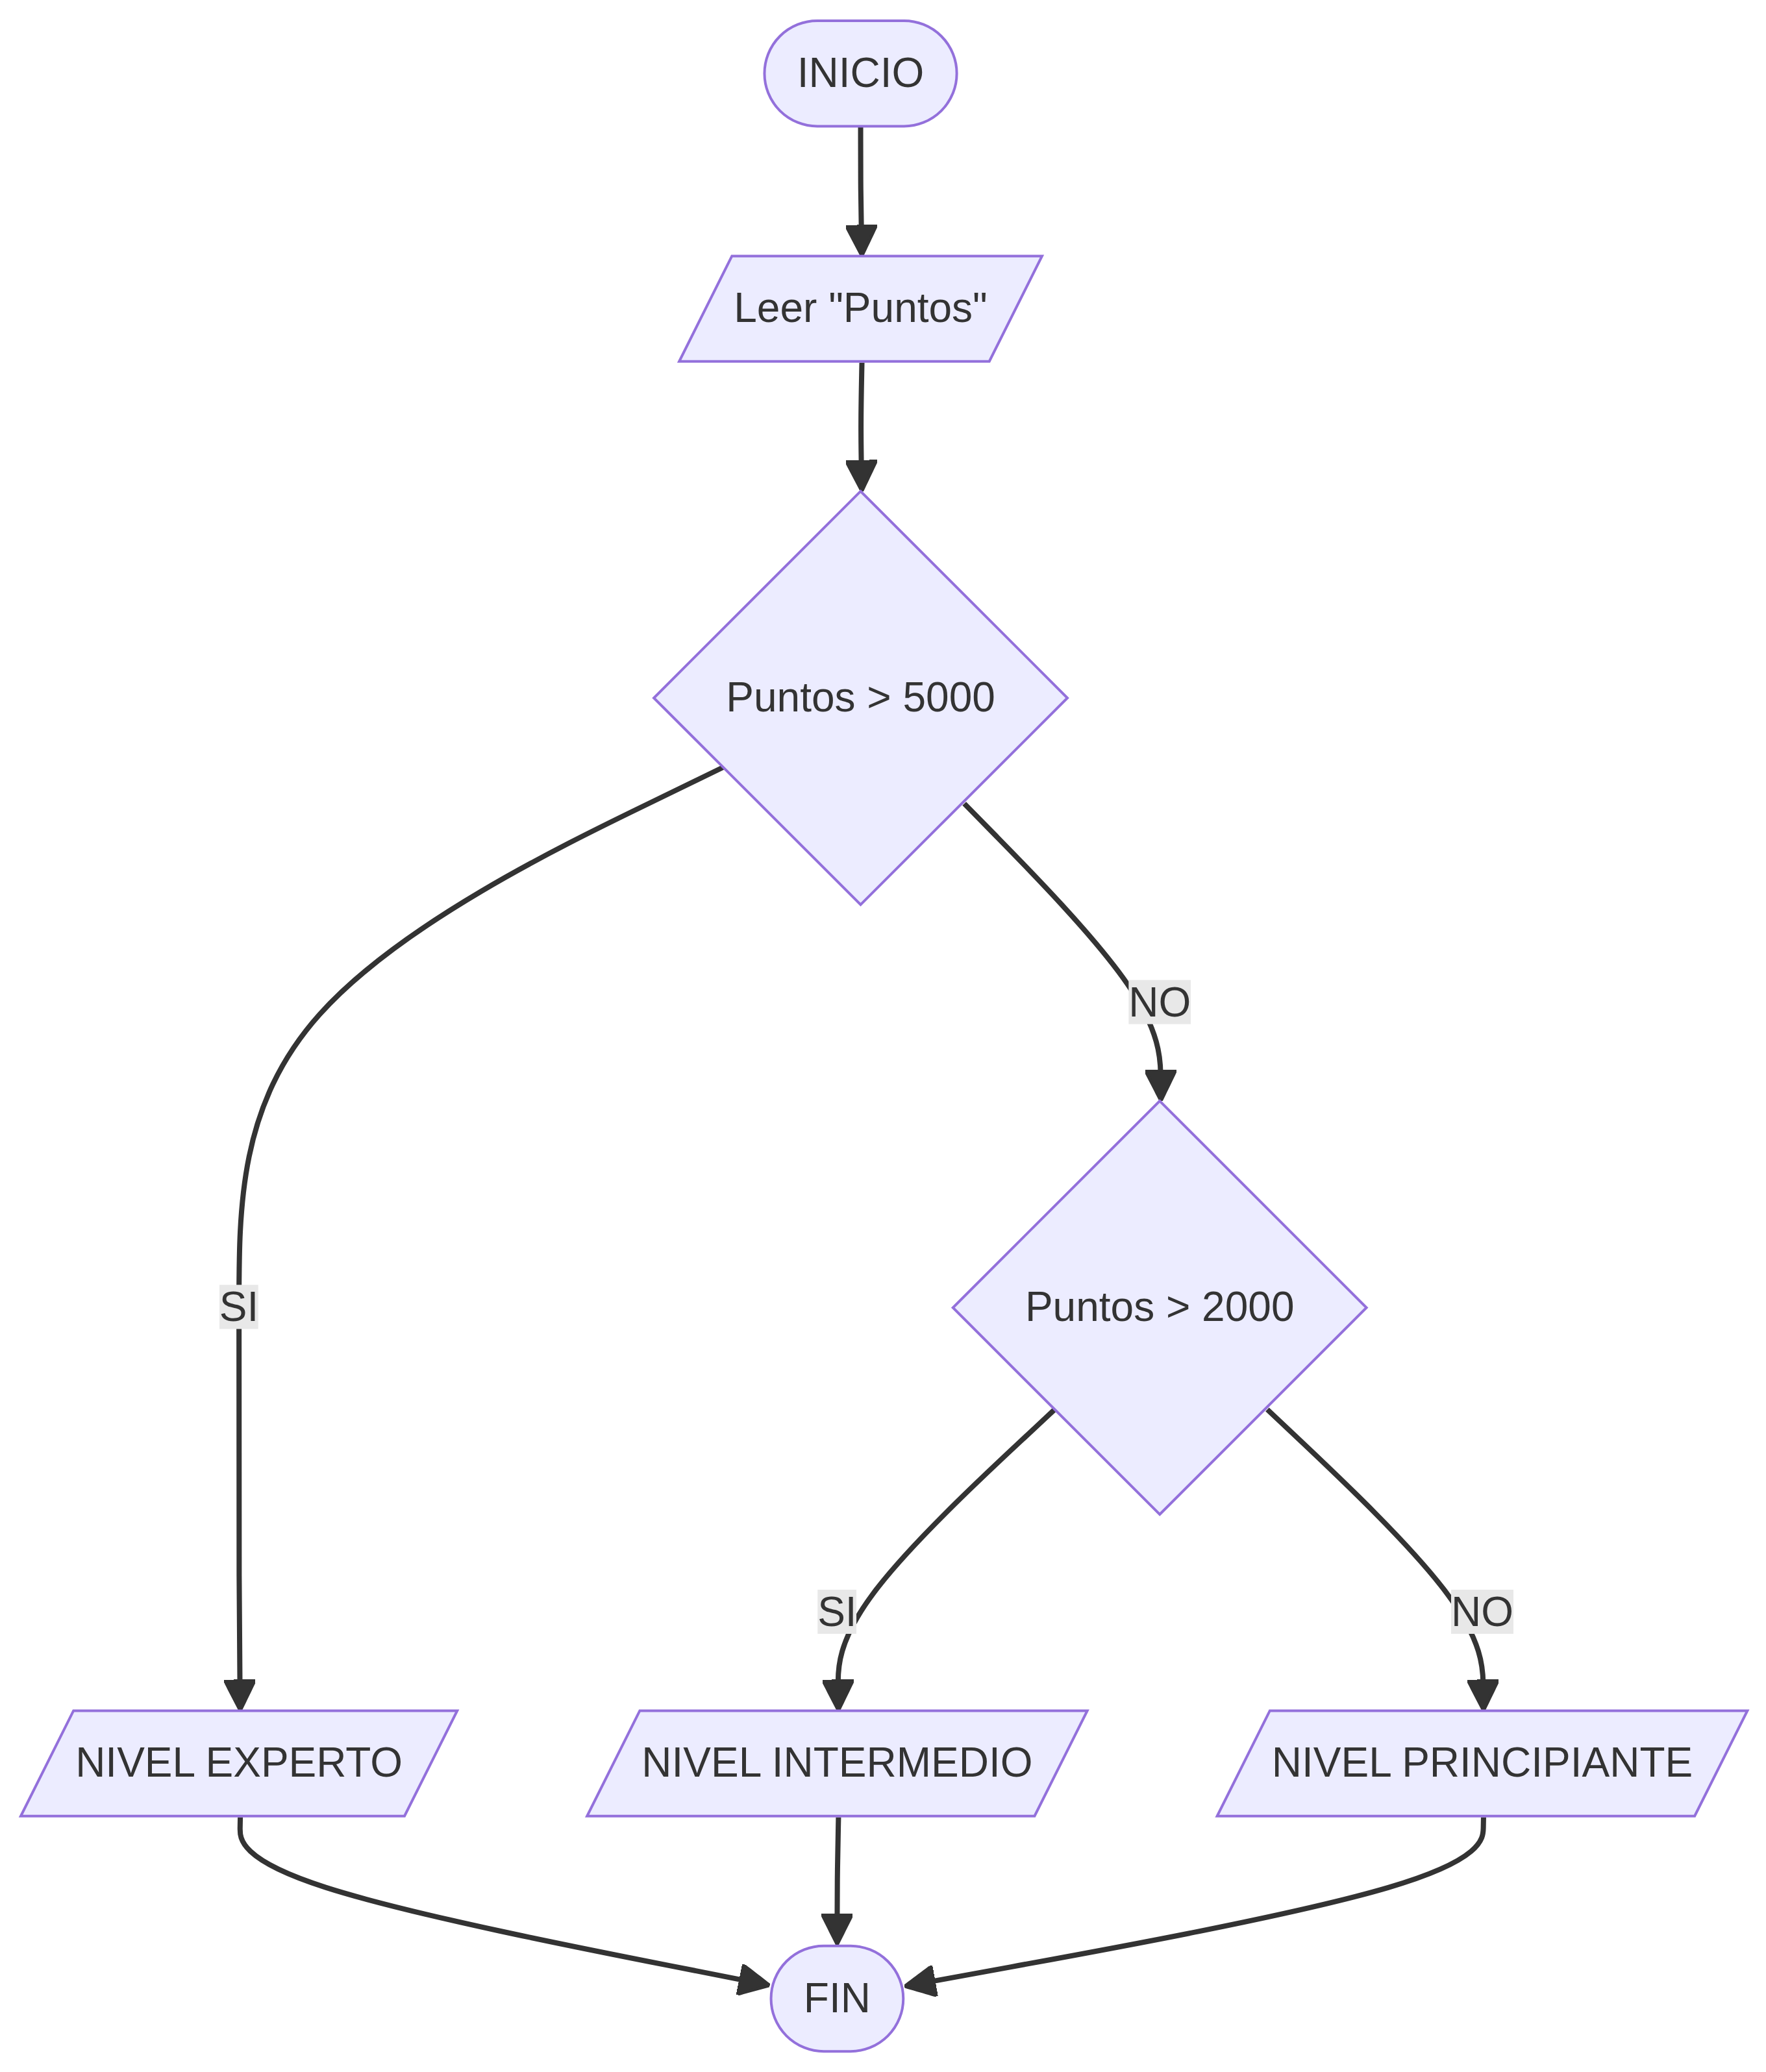 INICIO
Leer "Puntos"
Puntos > 5000
NO
SI
Puntos > 2000
SI
NO
NIVEL EXPERTO
NIVEL INTERMEDIO
NIVEL PRINCIPIANTE
FIN